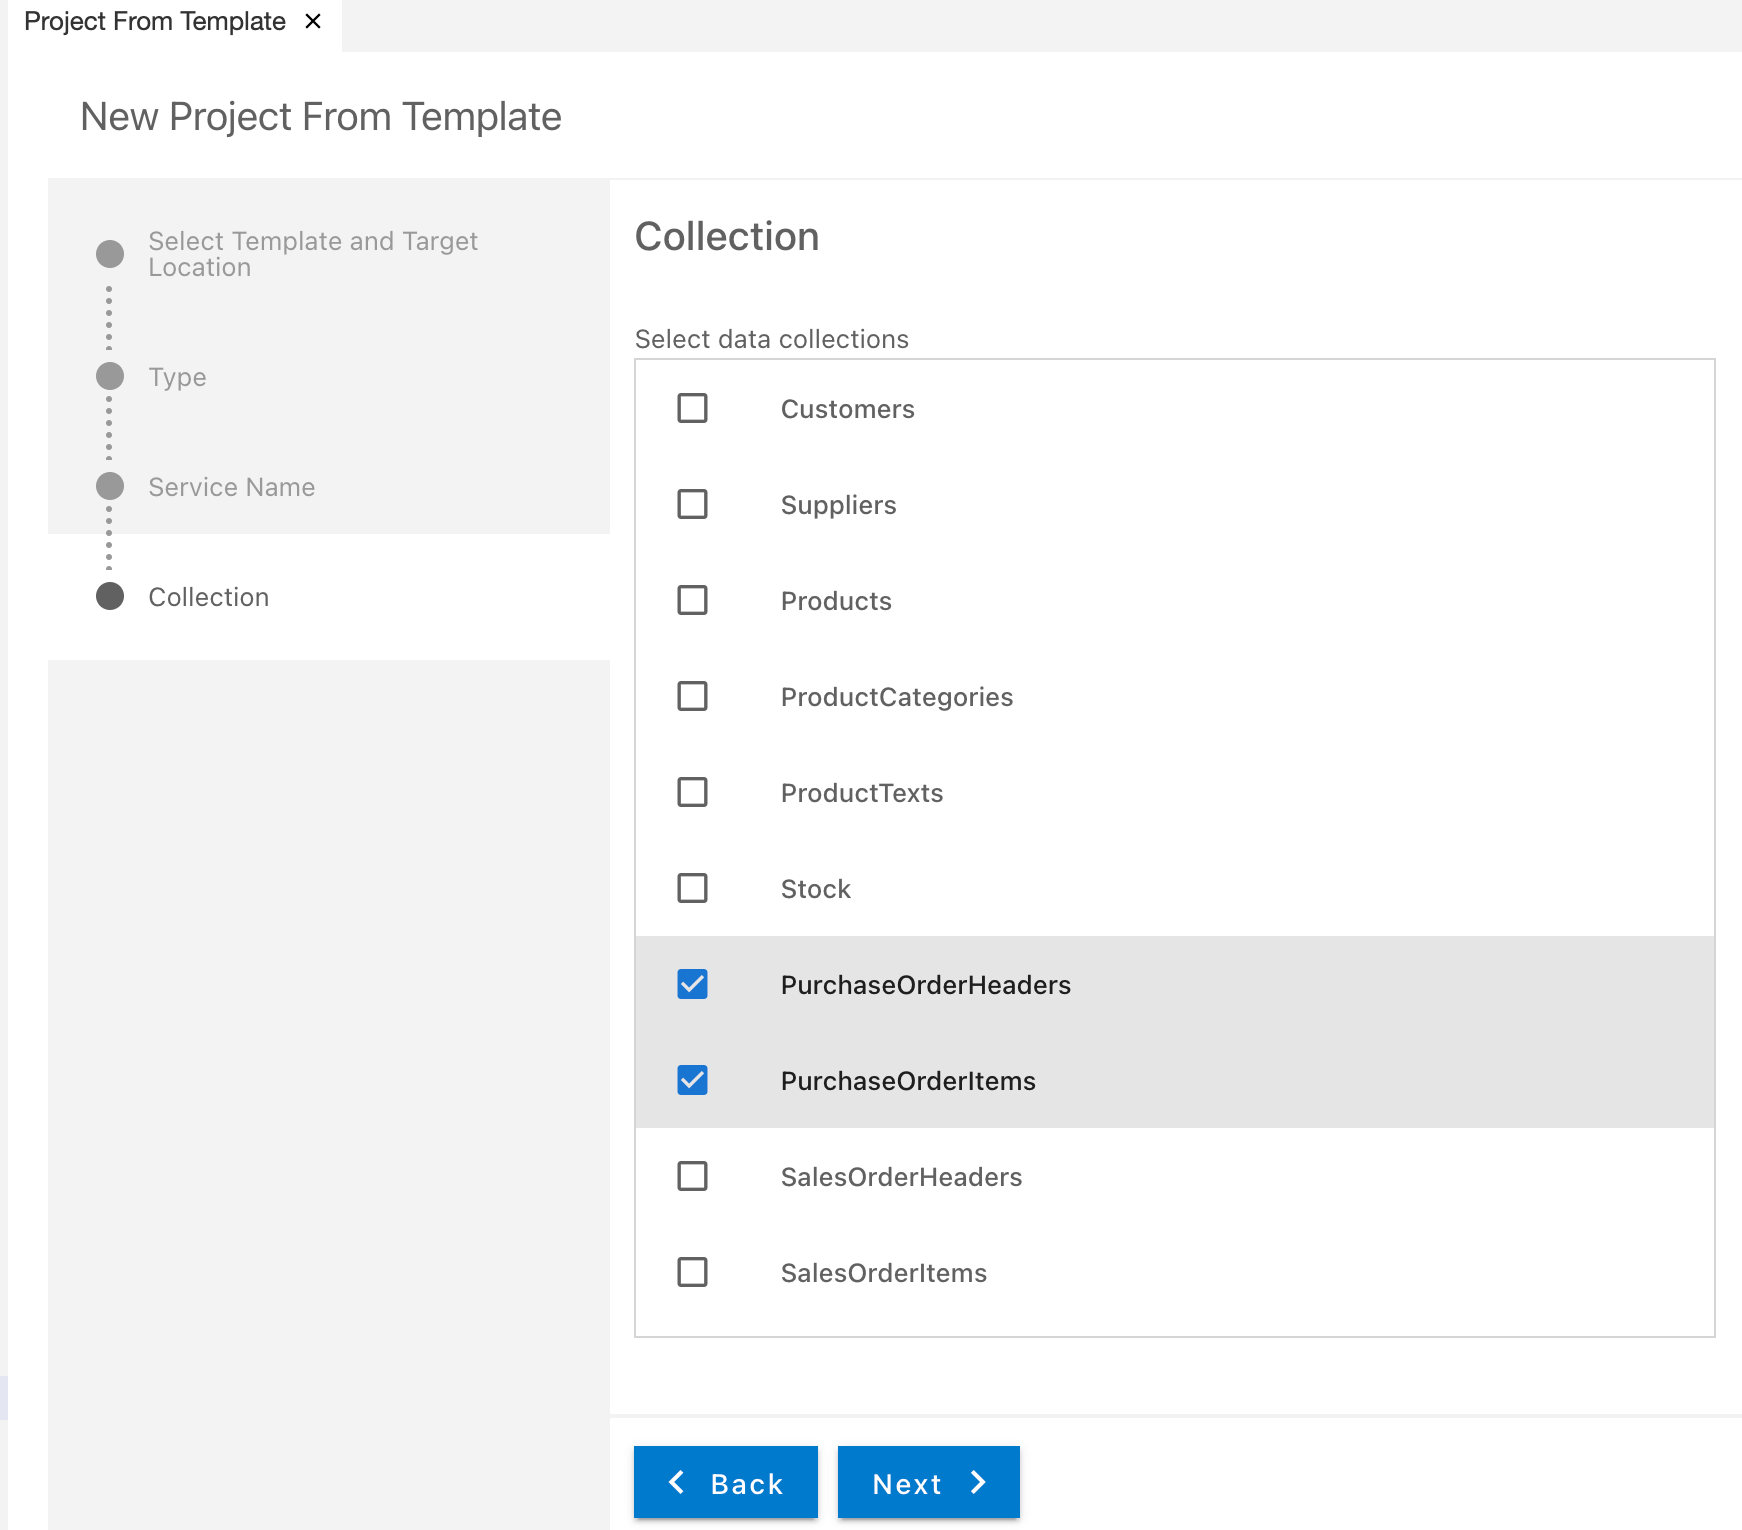 Project From Template
New Project From Template
Select Template and Target
Location
Type
Service Name
Collection
Collection
Select data collections
Customers
Suppliers
Products
ProductCategories
ProductTexts
Stock
PurchaseOrderHeaders
PurchaseOrderItems
SalesOrderHeaders
SalesOrderItems
Back
Next